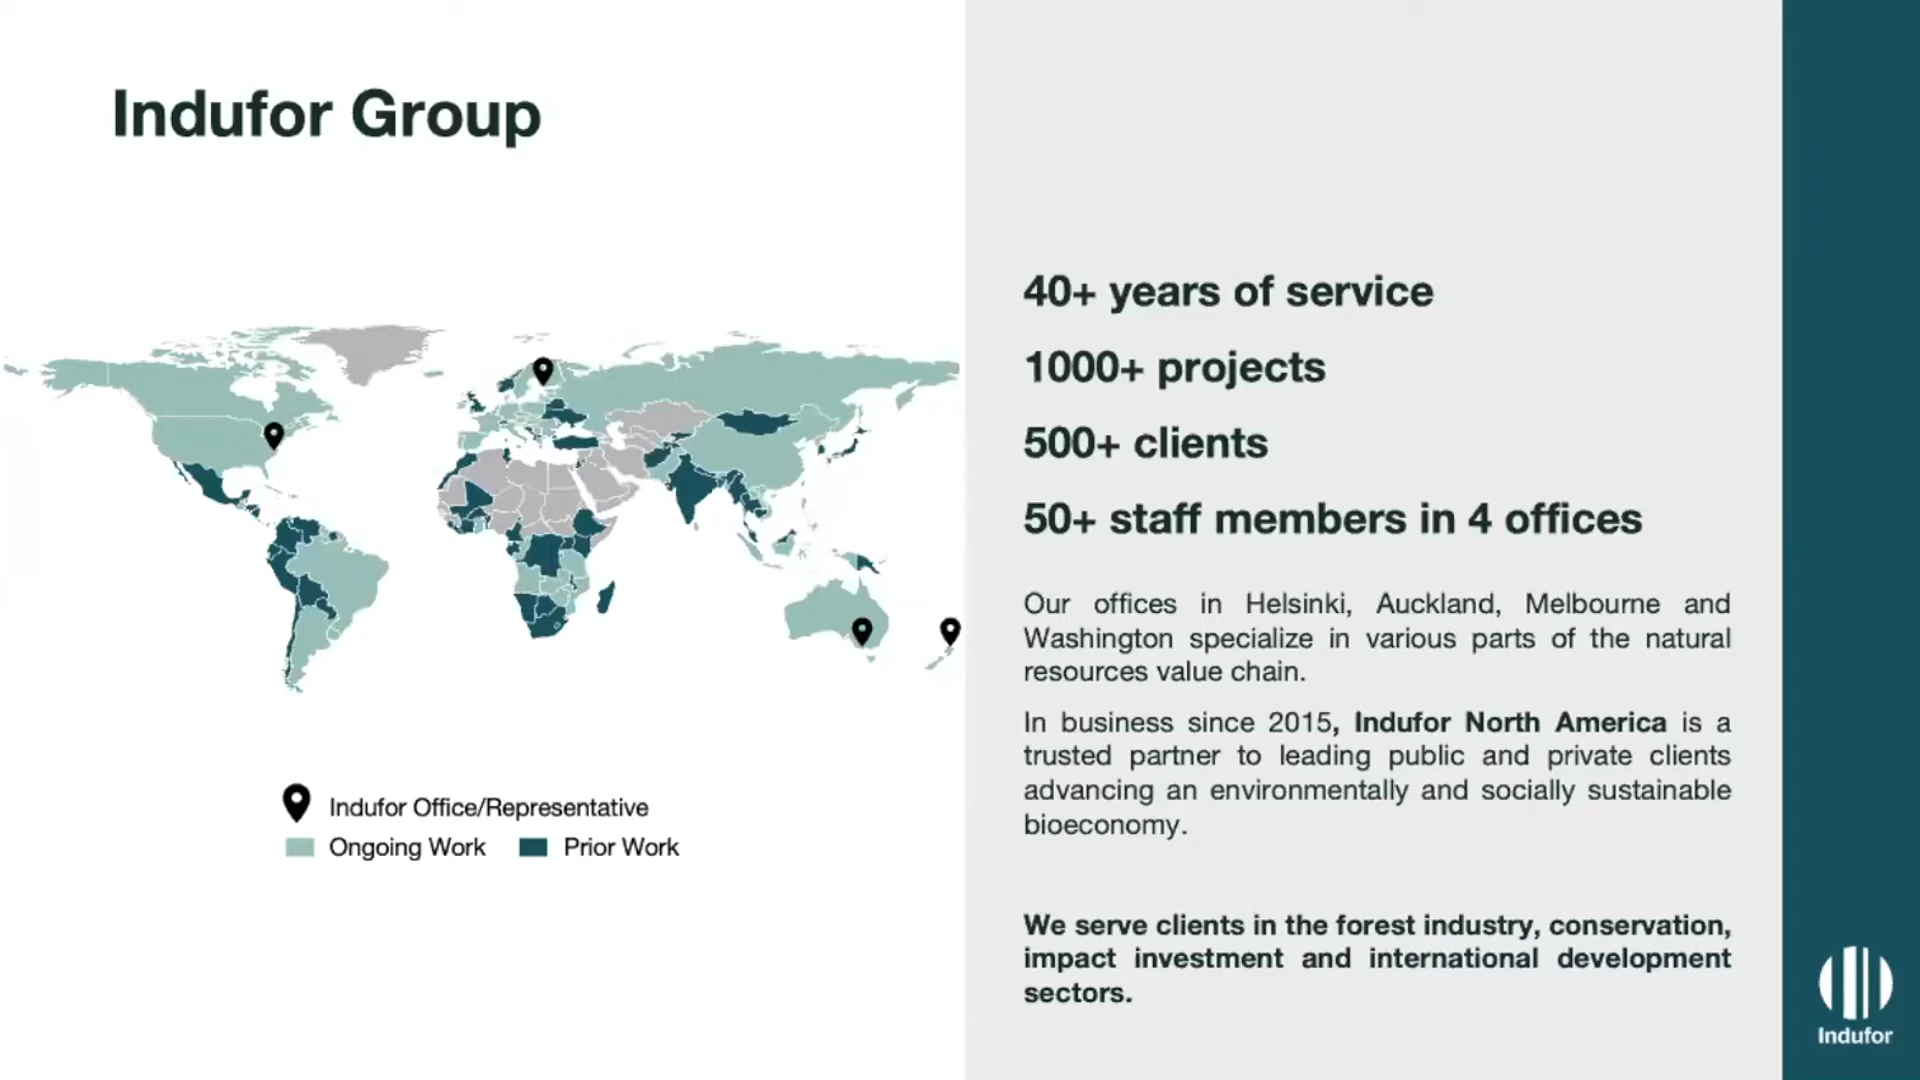 Indufor Group
Indufor Office/Representative
Ongoing Work
Prior Work
40+ years of service
1000+ projects
500+ clients
50+ staff members in 4 offices
Our offices in Helsinki, Auckland, Melbourne and
Washington specialize in various parts of the natural
resources value chain.
In business since 2015, Indufor North America is a
trusted partner to leading public and private clients
advancing an environmentally and socially sustainable
bioeconomy.
We serve clients in the forest industry, conservation,
impact investment and international development
sectors.
Indufor